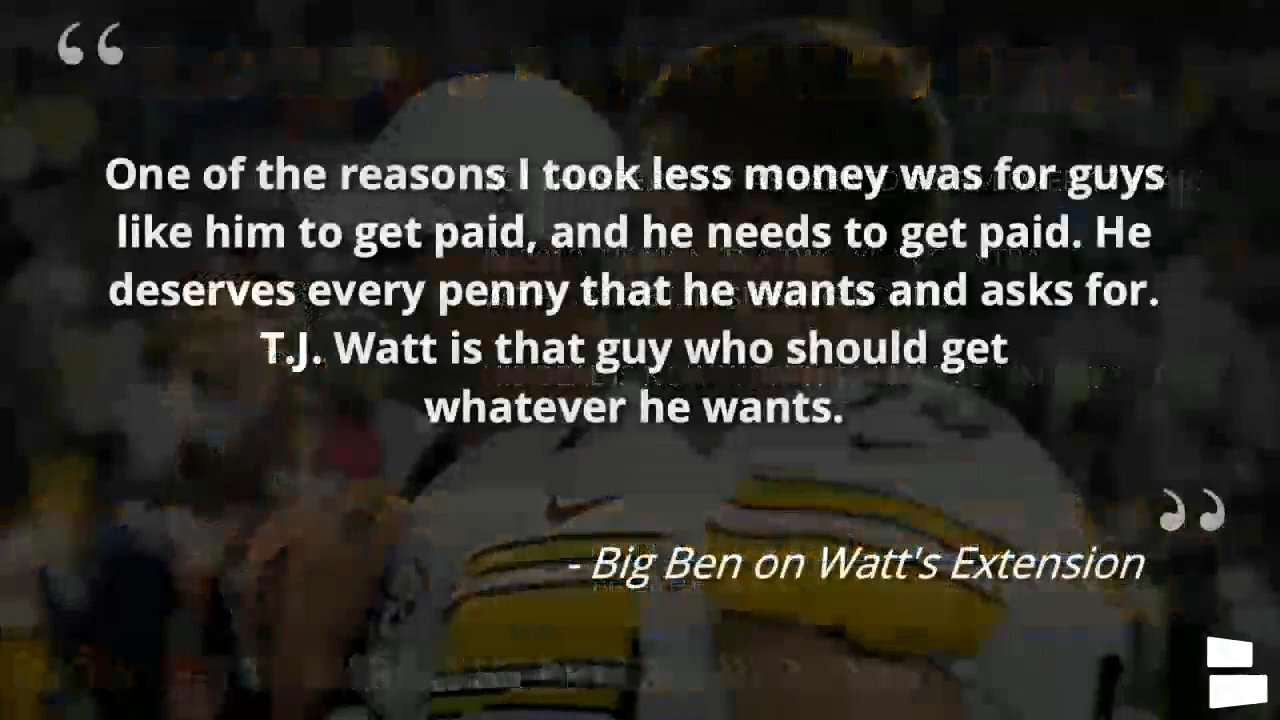 “
One of the reasons I took less money was for guys
like him to get paid, and he needs to get paid. He
deserves every penny that he wants and asks for.
T.J. Watt is that guy who should get
whatever he wants.
”
- Big Ben on Watt's Extension